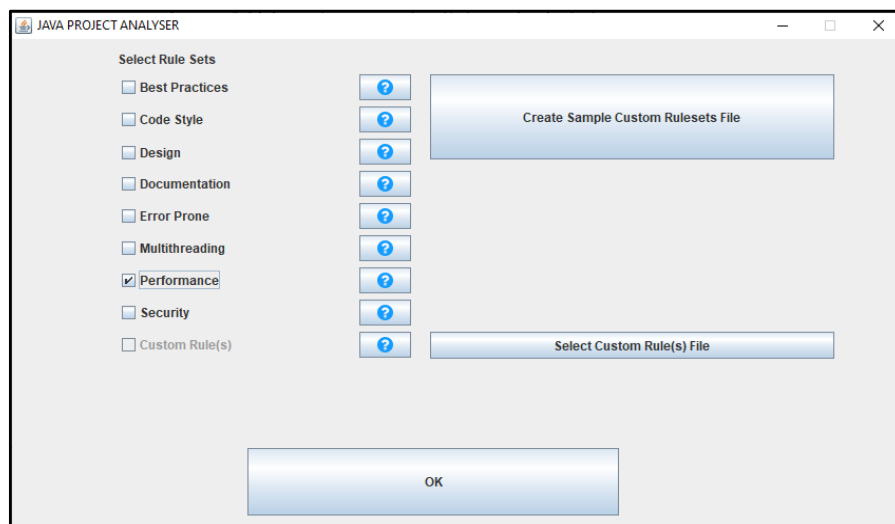 JAVA PROJECT ANALYSER
Select Rule Sets
Best Practices
Create Sample Custom Rulesets File
Code Style
Design
Documentation
Error Prone
Multithreading
Performance
Security
Custom Rule(s)
Select Custom Rule(s) File
OK